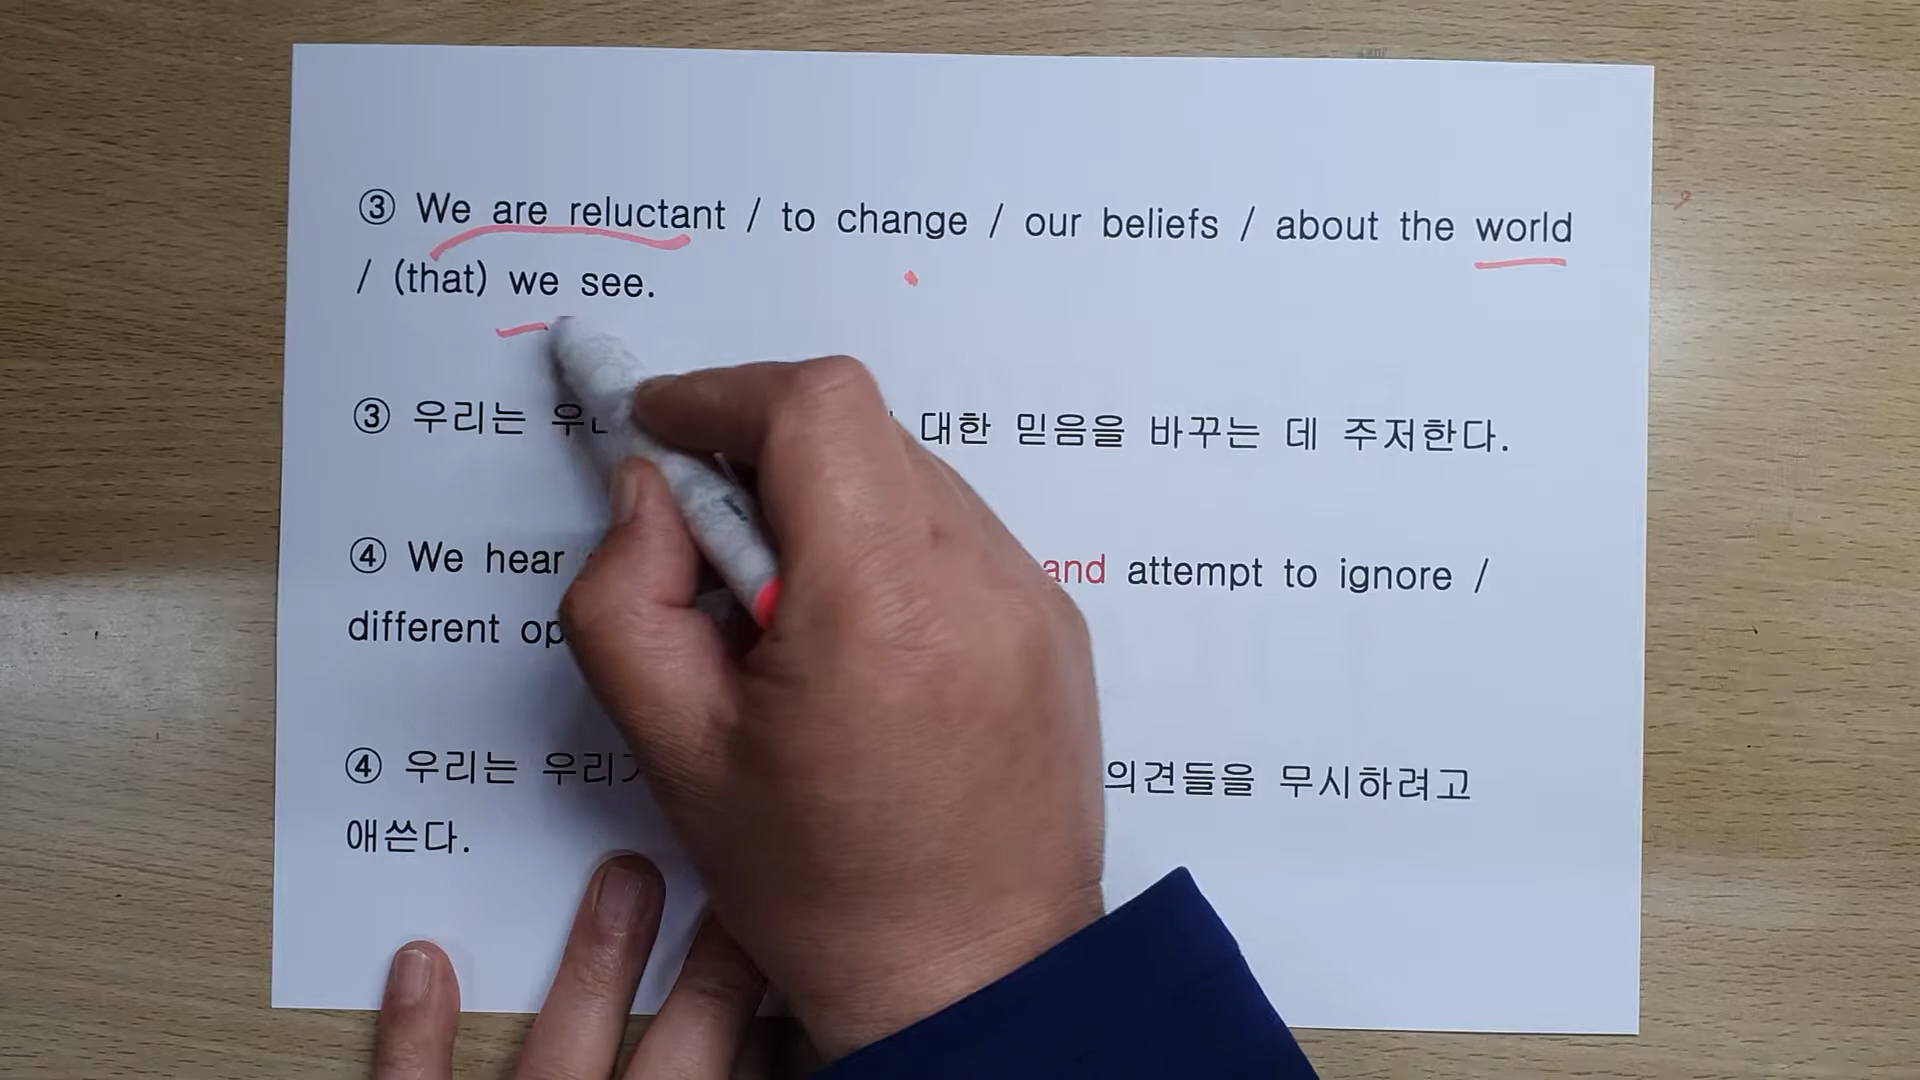 ③ We are reluctant / to change / our beliefs / about the world
/ (that) we see.
③ 우리는 대한 믿음을 바꾸는 데 주저한다.
④ We hear and attempt to ignore /
different
④ 우리는 의견들을 무시하려고
애쓴다.